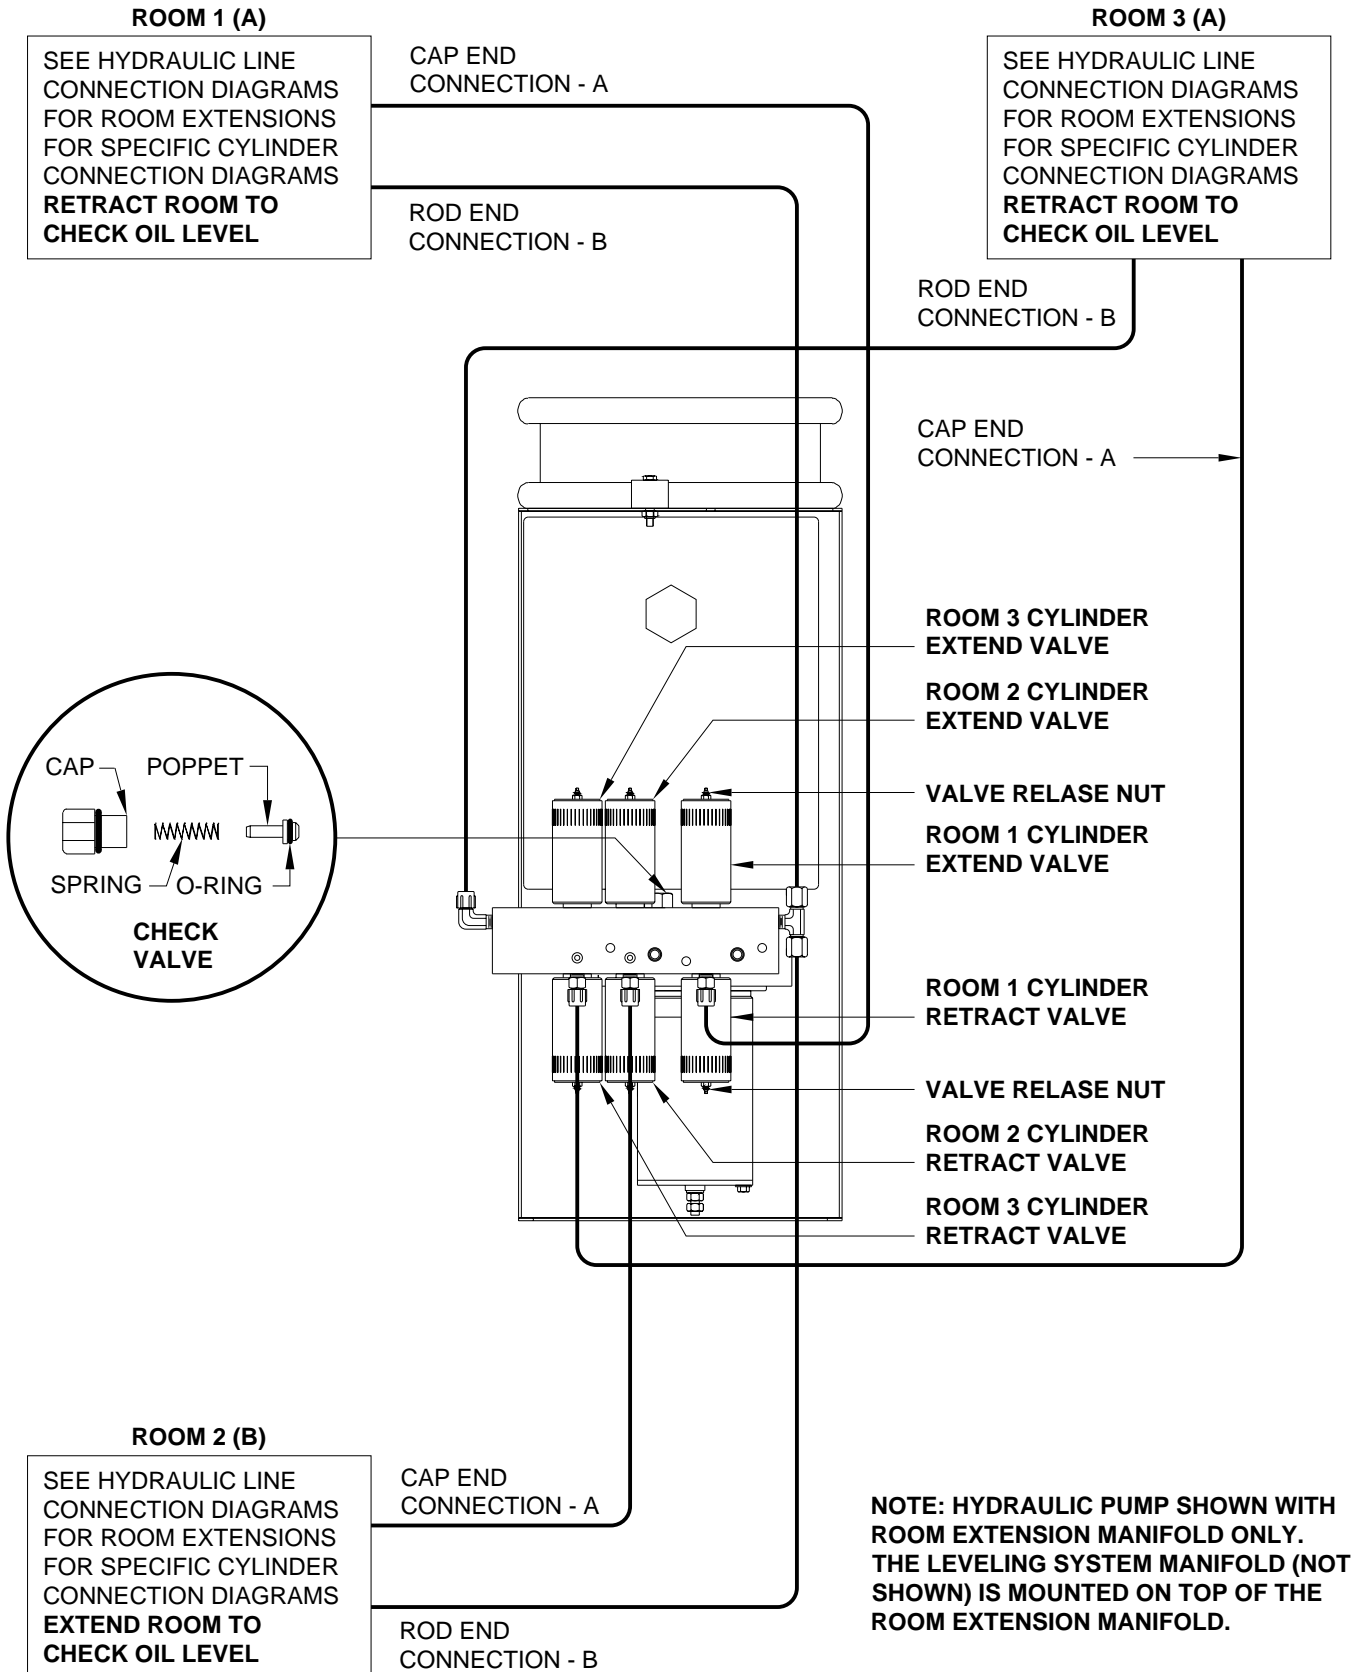 ROOM 1 (A)
SEE HYDRAULIC LINE
CONNECTION DIAGRAMS
FOR ROOM EXTENSIONS
FOR SPECIFIC CYLINDER
CONNECTION DIAGRAMS
RETRACT ROOM TO
CHECK OIL LEVEL
CAP END
CONNECTION - A
ROD END
CONNECTION - B
ROOM 3 (A)
SEE HYDRAULIC LINE
CONNECTION DIAGRAMS
FOR ROOM EXTENSIONS
FOR SPECIFIC CYLINDER
CONNECTION DIAGRAMS
RETRACT ROOM TO
CHECK OIL LEVEL
ROD END
CONNECTION - B
CAP END
CONNECTION - A
ROOM 3 CYLINDER
EXTEND VALVE
ROOM 2 CYLINDER
EXTEND VALVE
VALVE RELASE NUT
ROOM 1 CYLINDER
EXTEND VALVE
CAP
POPPET
SPRING
O-RING
CHECK
VALVE
ROOM 1 CYLINDER
RETRACT VALVE
VALVE RELASE NUT
ROOM 2 CYLINDER
RETRACT VALVE
ROOM 3 CYLINDER
RETRACT VALVE
ROOM 2 (B)
SEE HYDRAULIC LINE
CONNECTION DIAGRAMS
FOR ROOM EXTENSIONS
FOR SPECIFIC CYLINDER
CONNECTION DIAGRAMS
EXTEND ROOM TO
CHECK OIL LEVEL
CAP END
CONNECTION - A
ROD END
CONNECTION - B
NOTE: HYDRAULIC PUMP SHOWN WITH
ROOM EXTENSION MANIFOLD ONLY.
THE LEVELING SYSTEM MANIFOLD (NOT
SHOWN) IS MOUNTED ON TOP OF THE
ROOM EXTENSION MANIFOLD.